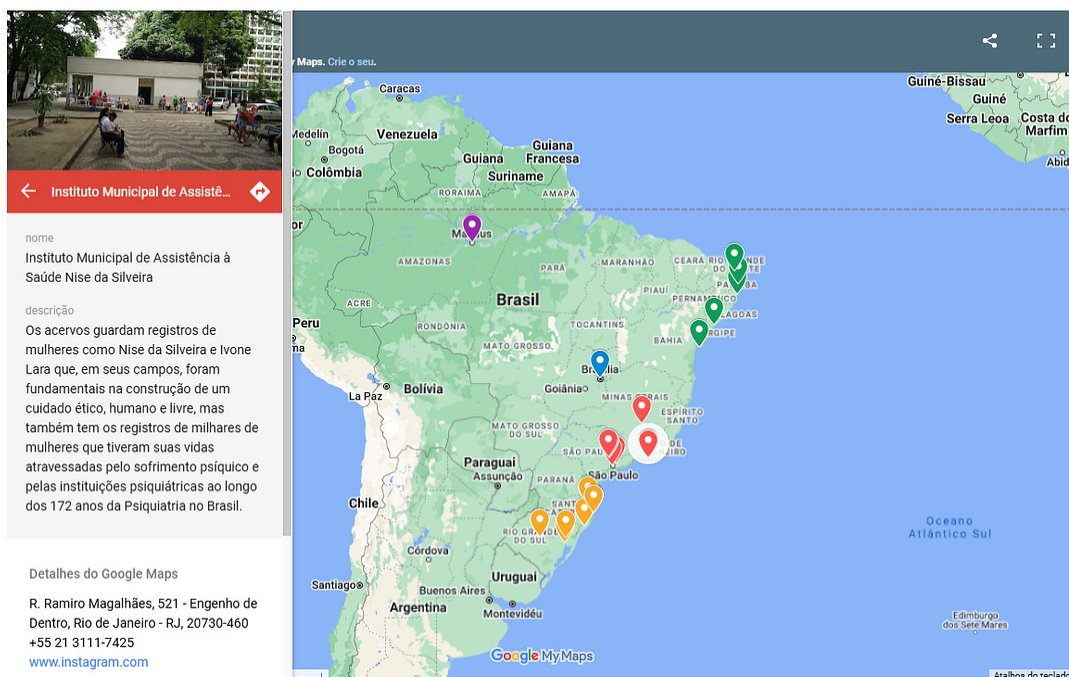 Instituto Municipal de Assistê...
nome
Instituto Municipal de Assistência à
Saúde Nise da Silveira
descrição
Os acervos guardam registros de
mulheres como Nise da Silveira e Ivone
Lara que, em seus campos, foram
fundamentais na construção de um
cuidado ético, humano e livre, mas
também tem os registros de milhares de
mulheres que tiveram suas vidas
atravessadas pelo sofrimento psíquico e
pelas instituições psiquiátricas ao longo
dos 172 anos da Psiquiatria no Brasil.
Detalhes do Google Maps
R. Ramiro Magalhães, 521 - Engenho de
Dentro, Rio de Janeiro - RJ, 20730-460
+55 21 3111-7425
www.instagram.com
Maps. Crie o seu.
Caracas
Medelín
Venezuela
Bogotá
Colômbia
Guiana
Guiana
Francesa
Suriname
RORAIMA
AMAPÁ
Guiné-Bissau
Guiné
Serra Leoa
Costa do
Marfim
AMAZONAS
PARÁ
MARANHÃO
CEARÁ
PIAUÍ
PERNAMBUCO
ALAGOAS
ACRE
Brasil
Peru
RONDÔNIA
TOCANTINS
MATO GROSSO
BAHIA
Goiânia
La Paz
Bolívia
MINAS GERAIS
ESPÍRITO
SANTO
MATO GROSSO
DO SUL
Paraguai
Assunção
São Paulo
PARANÁ
Chile
RIO GRANDE
DO SUL
Córdova
Uruguai
Santiago
Buenos Aires
Argentina
Montevidéu
Oceano
Atlântico Sul
Edimburgo
dos Sete Mares
Google My Maps
Atalhos do teclado